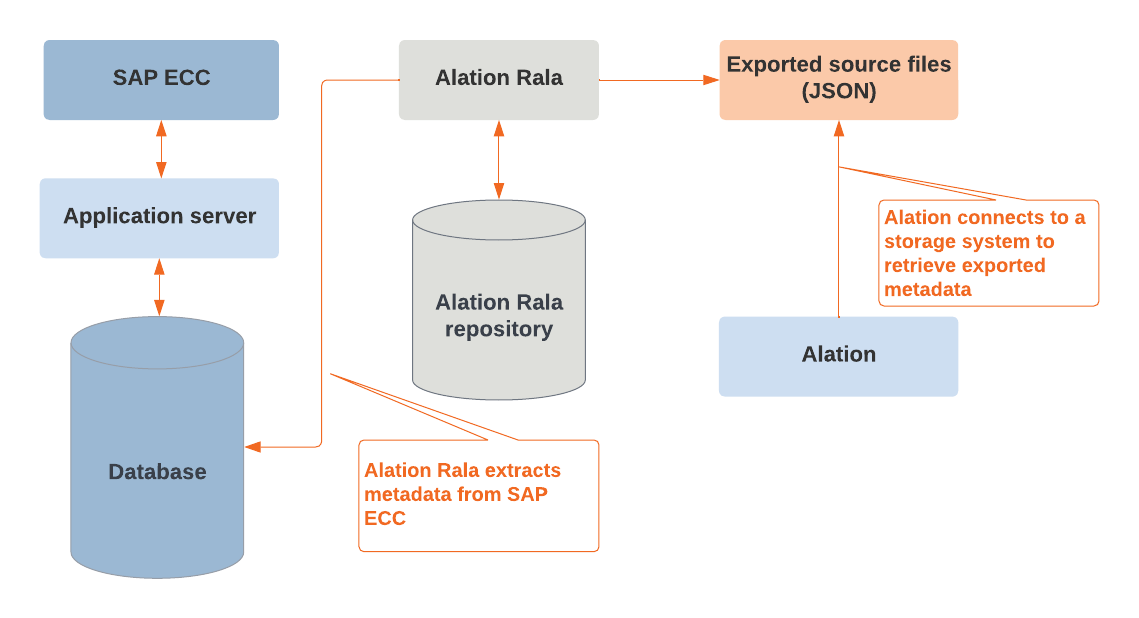 SAP ECC
Alation Rala
Exported source files
(JSON)
Application server
Alation connects to a
storage system to
retrieve exported
metadata
Alation Rala
repository
Alation
Database
Alation Rala extracts
metadata from SAP
ECC